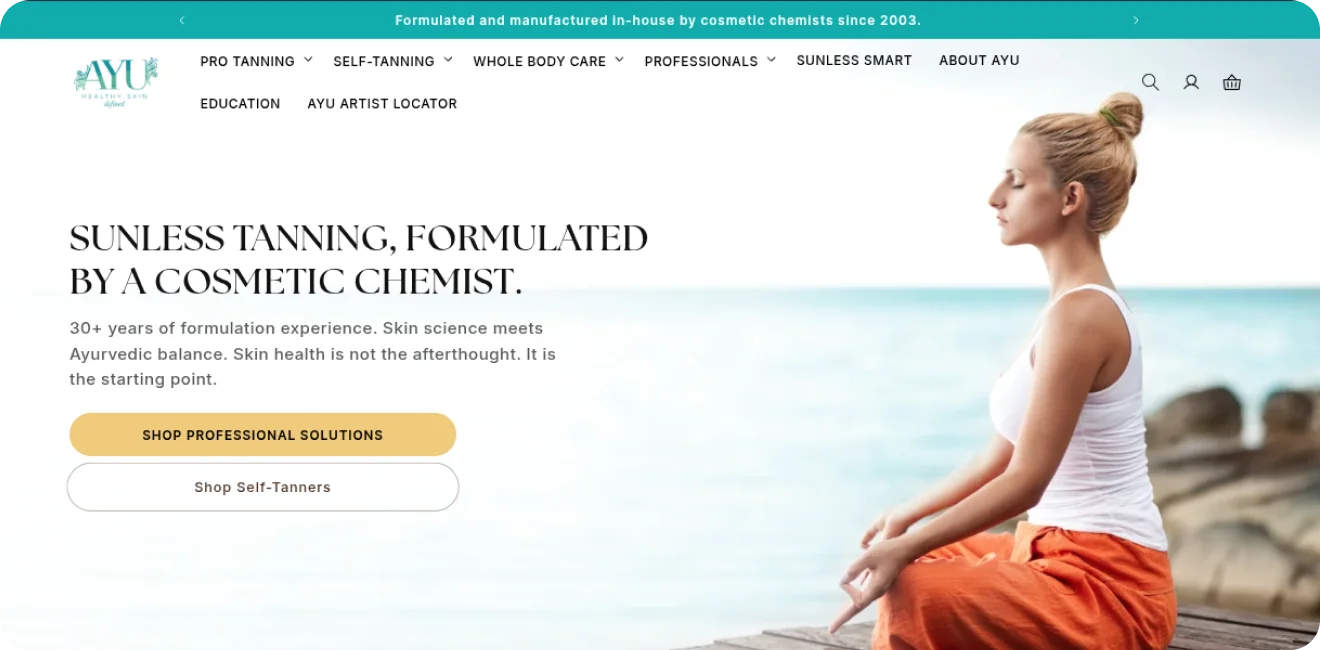 Formulated and manufactured in-house by cosmetic chemists since 2003.
AYU
HEALTHY SKIN
defined
PRO TANNING
SELF-TANNING
WHOLE BODY CARE
PROFESSIONALS
SUNLESS SMART
ABOUT AYU
EDUCATION
AYU ARTIST LOCATOR
SUNLESS TANNING, FORMULATED
BY A COSMETIC CHEMIST.
30+ years of formulation experience. Skin science meets
Ayurvedic balance. Skin health is not the afterthought. It is
the starting point.
SHOP PROFESSIONAL SOLUTIONS
Shop Self-Tanners